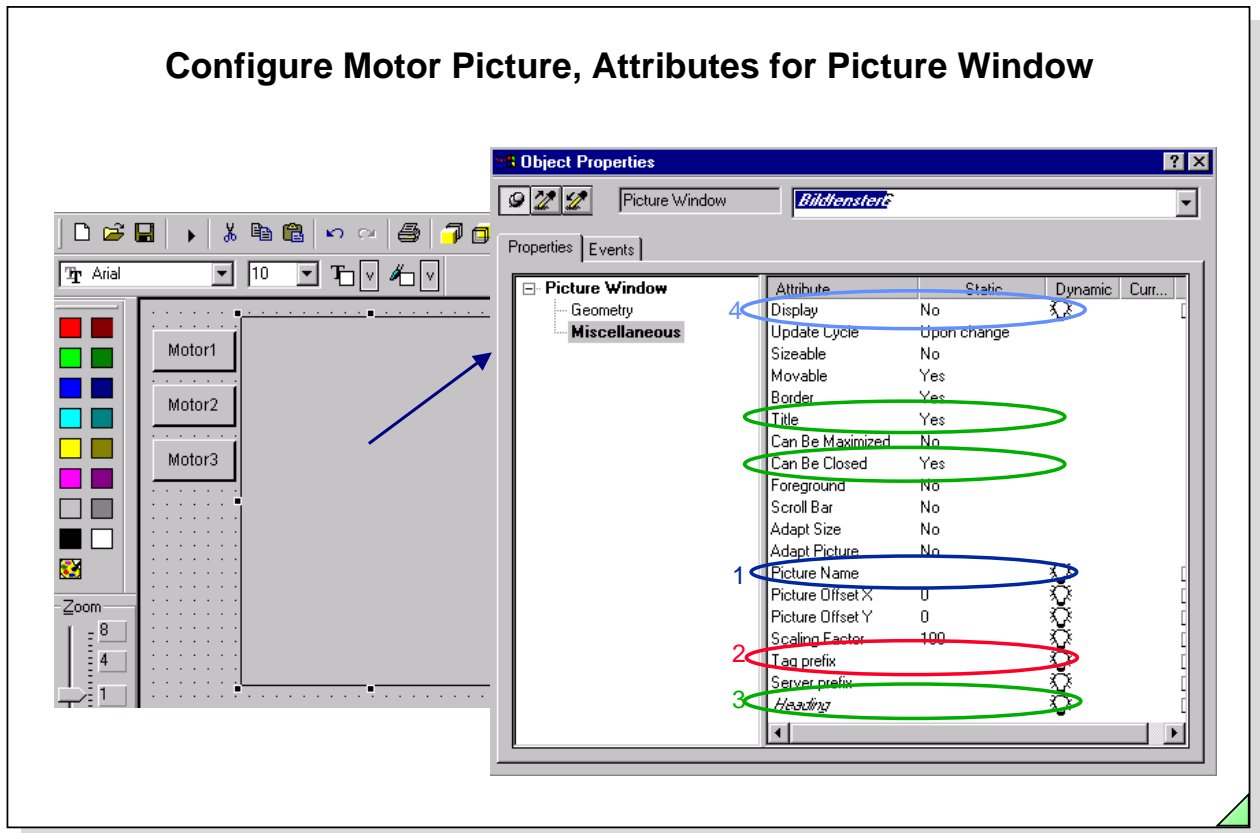 Configure Motor Picture, Attributes for Picture Window
Object Properties
Picture Window
Properties Events
Arial 10
Motor1
Motor2
Motor3
Zoom
8
4
1
Picture Window
Geometry
Miscellaneous
Attribute Static Dynamic Curr...
4 Display No
Update Cycle Upon change
Sizeable No
Movable Yes
Border Yes
Title Yes
Can Be Maximized No
Can Be Closed Yes
Foreground No
Scroll Bar No
Adapt Size No
Adapt Picture No
1 Picture Name
Picture Offset X 0
Picture Offset Y 0
Scaling Factor 100
2 Tag prefix
Server prefix
3 Heading